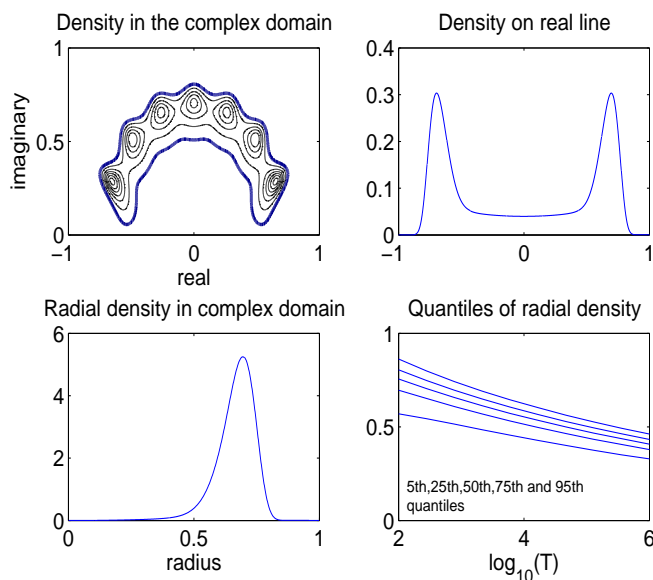 Density in the complex domain
1
0.5
0
−1
0
1
imaginary
real
Density on real line
0.4
0.3
0.2
0.1
0
−1
0
1
Radial density in complex domain
6
4
2
0
0
0.5
1
radius
Quantiles of radial density
1
0.5
0
5th,25th,50th,75th and 95th
quantiles
2
4
6
log10(T)